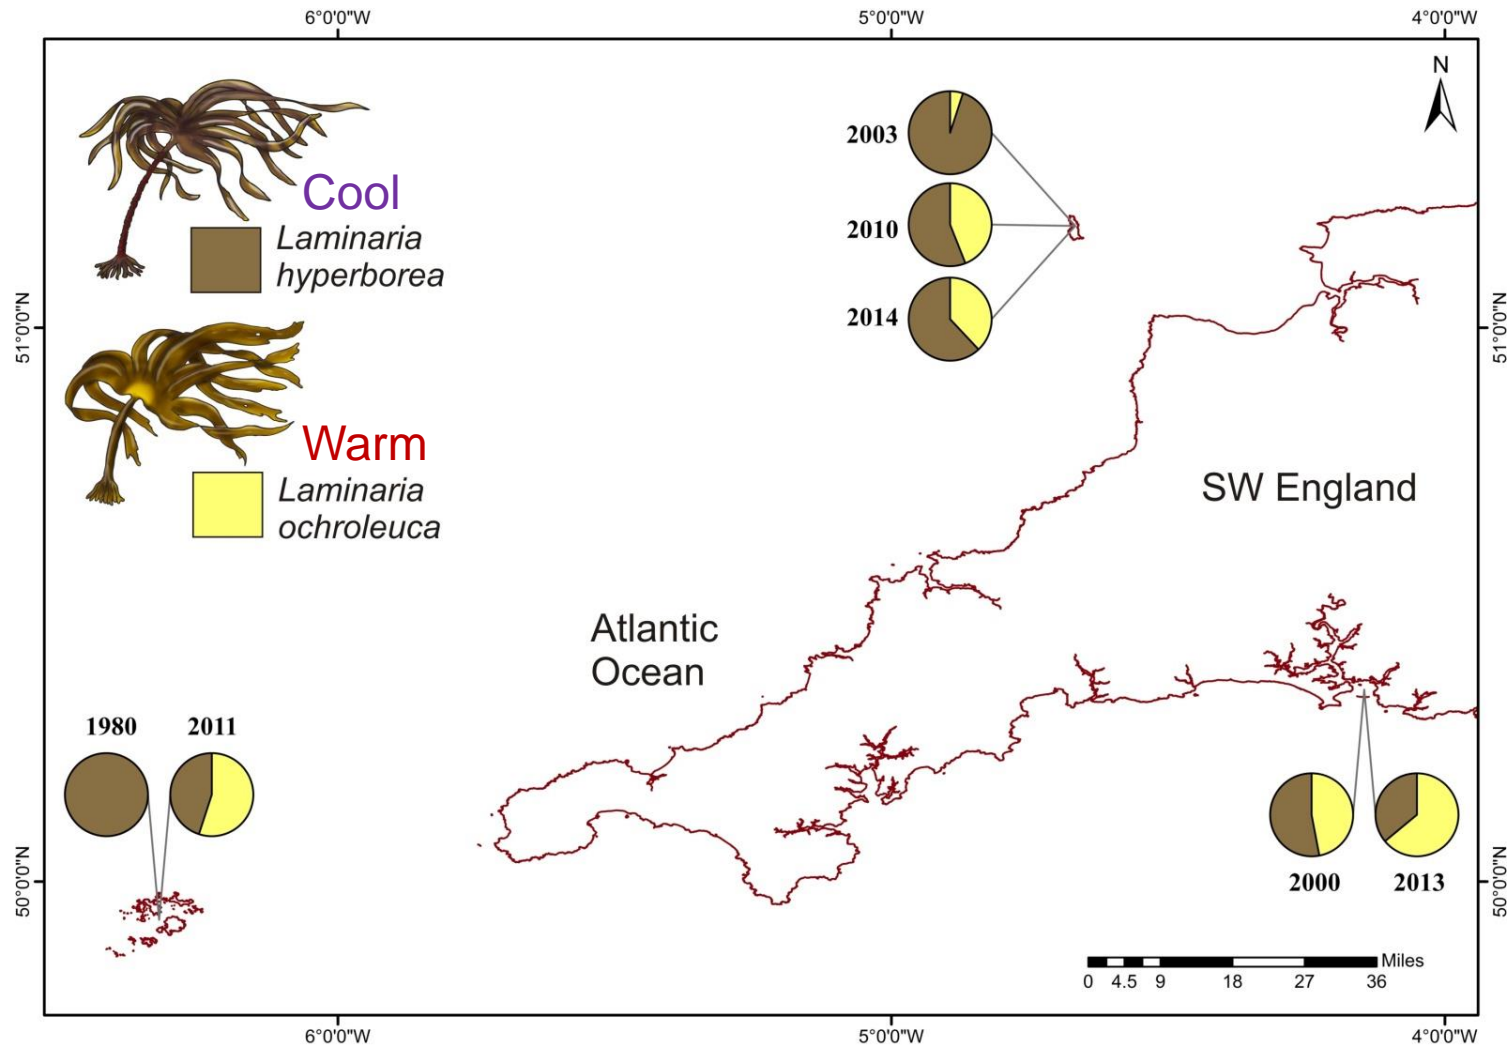 6°0'0"W
5°0'0"W
4°0'0"W
N
Cool
Laminaria
hyperborea
Warm
Laminaria
ochroleuca
2003
2010
2014
51°0'0"N
51°0'0"N
SW England
Atlantic
Ocean
1980
2011
2000
2013
50°0'0"N
50°0'0"N
Miles
0 4.5 9 18 27 36
6°0'0"W
5°0'0"W
4°0'0"W